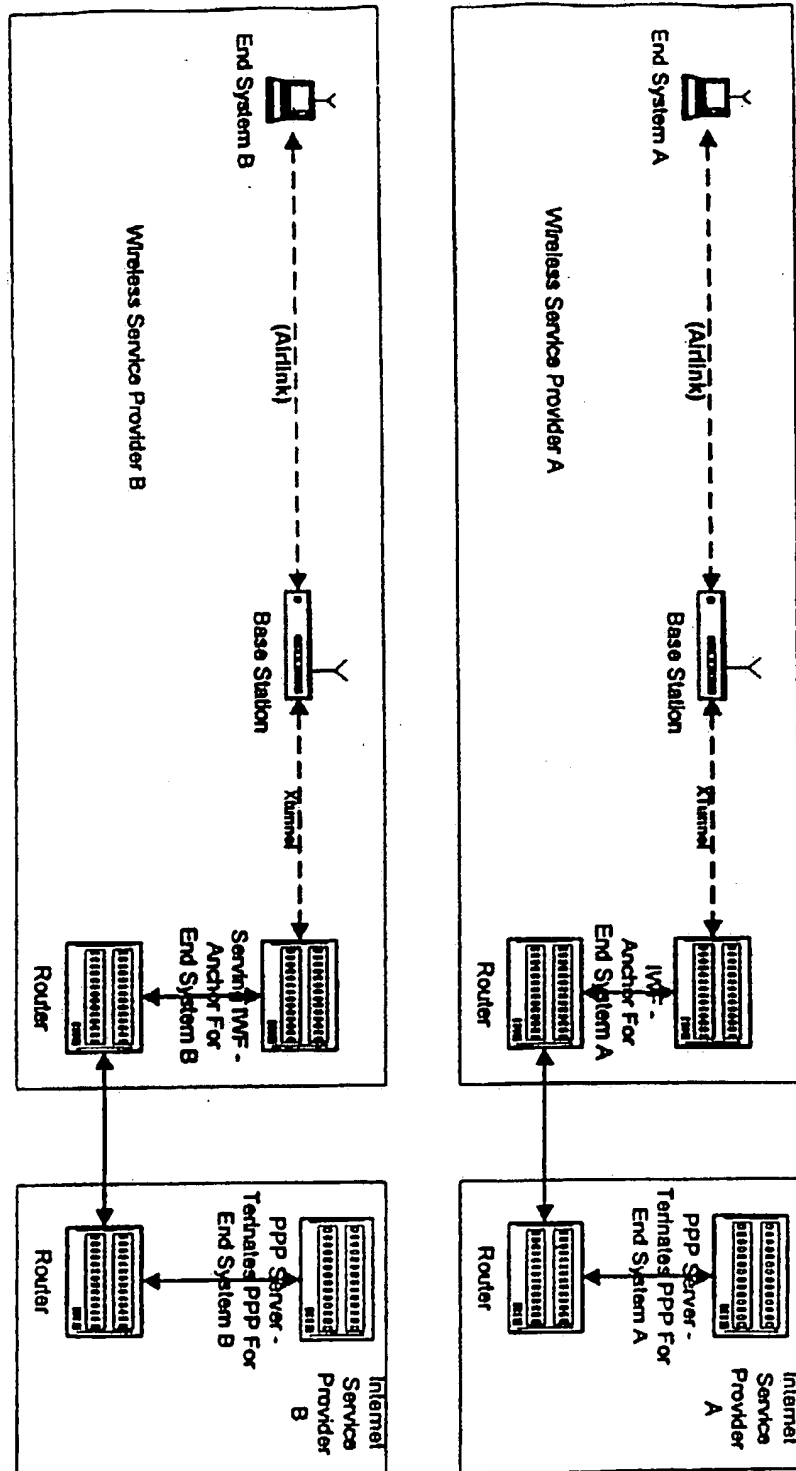 End System A
(Airlink)
Wireless Service Provider A
Base Station
XTunnel
IWF -
Anchor For
End System A
Router
Internet
Service
Provider
A
PPP Server -
Terinates PPP For
End System A
Router
End System B
(Airlink)
Wireless Service Provider B
Base Station
Xtunnel
Serving IWF -
Anchor For
End System B
Router
Internet
Service
Provider
B
PPP Server -
Terinates PPP For
End System B
Router